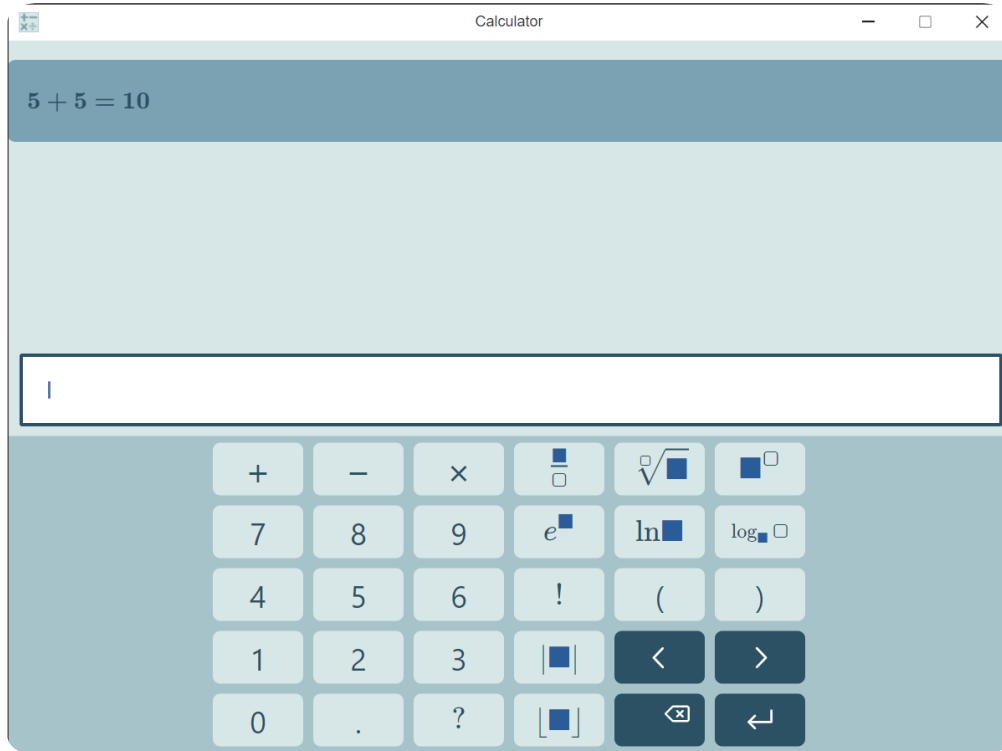 Calculator
5 + 5 = 10
+ − ×
7 8 9 e ln log
4 5 6 ! ( )
1 2 3 | | < >
0 . ? ⌊ ⌋